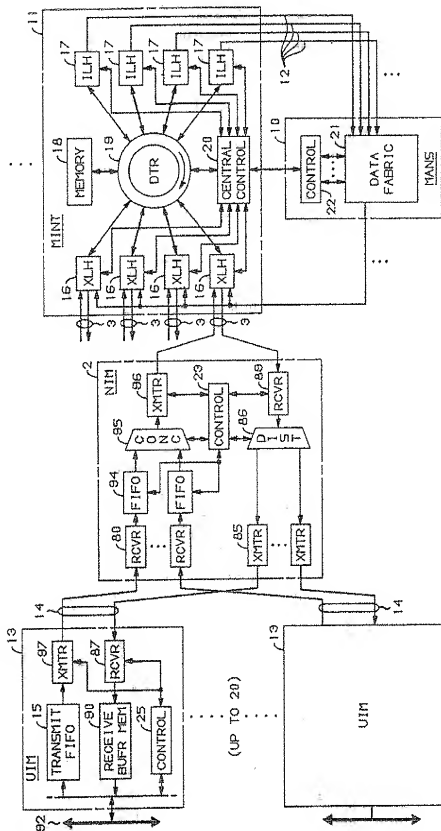 UIM
13
15
TRANSMIT
FIFO
97
XMTR
90
RECEIVE
BUFR MEM
87
RCVR
25
CONTROL
92
14
(UP TO 20)
13
UIM
14
2
NIM
80
RCVR
94
FIFO
95
CONC
96
XMTR
RCVR
FIFO
23
CONTROL
86
DIST
RCVR
85
XMTR
XMTR
3
3
3
3
11
MINT
16
XLH
16
XLH
16
XLH
16
XLH
18
MEMORY
19
DTR
20
CENTRAL
CONTROL
17
ILH
17
ILH
17
ILH
17
ILH
12
10
CONTROL
22
21
DATA
FABRIC
MANS